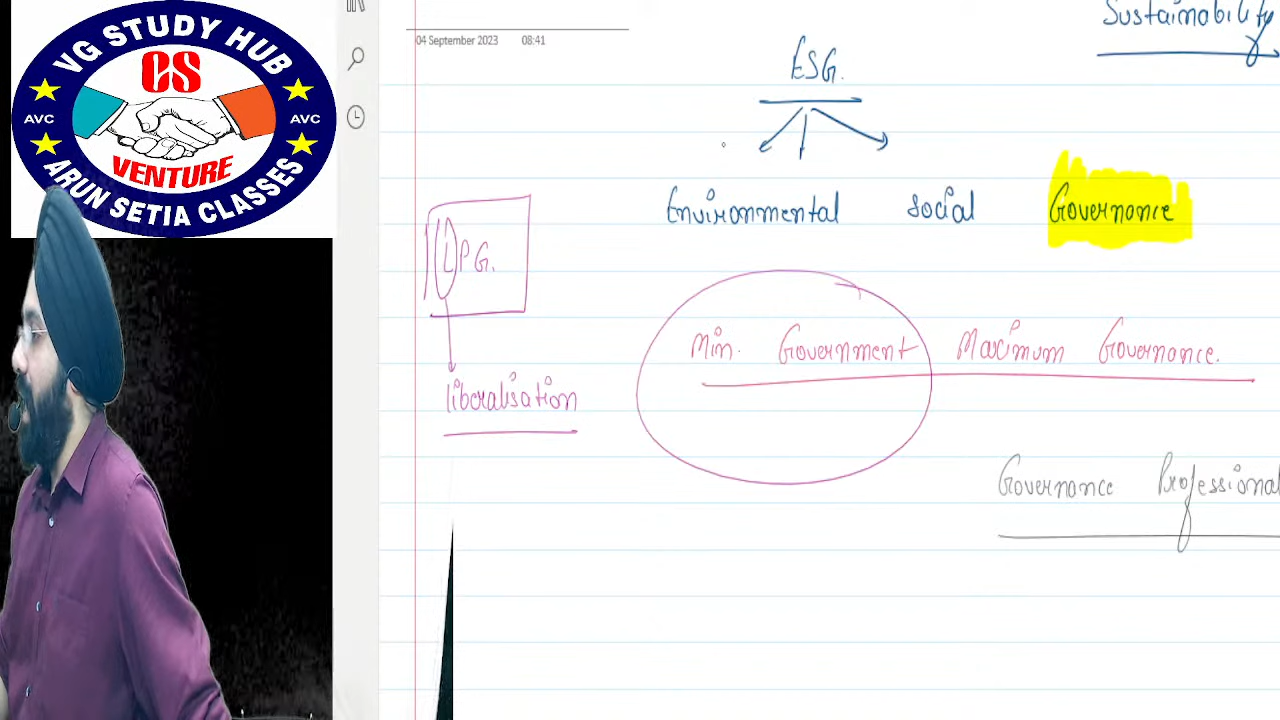 VG STUDY HUB
CS
AVC
AVC
VENTURE
ARUN SETIA CLASSES
04 September 2023 08:41
Sustainability
ESG.
Environmental Social Governance
LPG.
Min. Government Maximum Governance.
liberalisation
Governance Professional